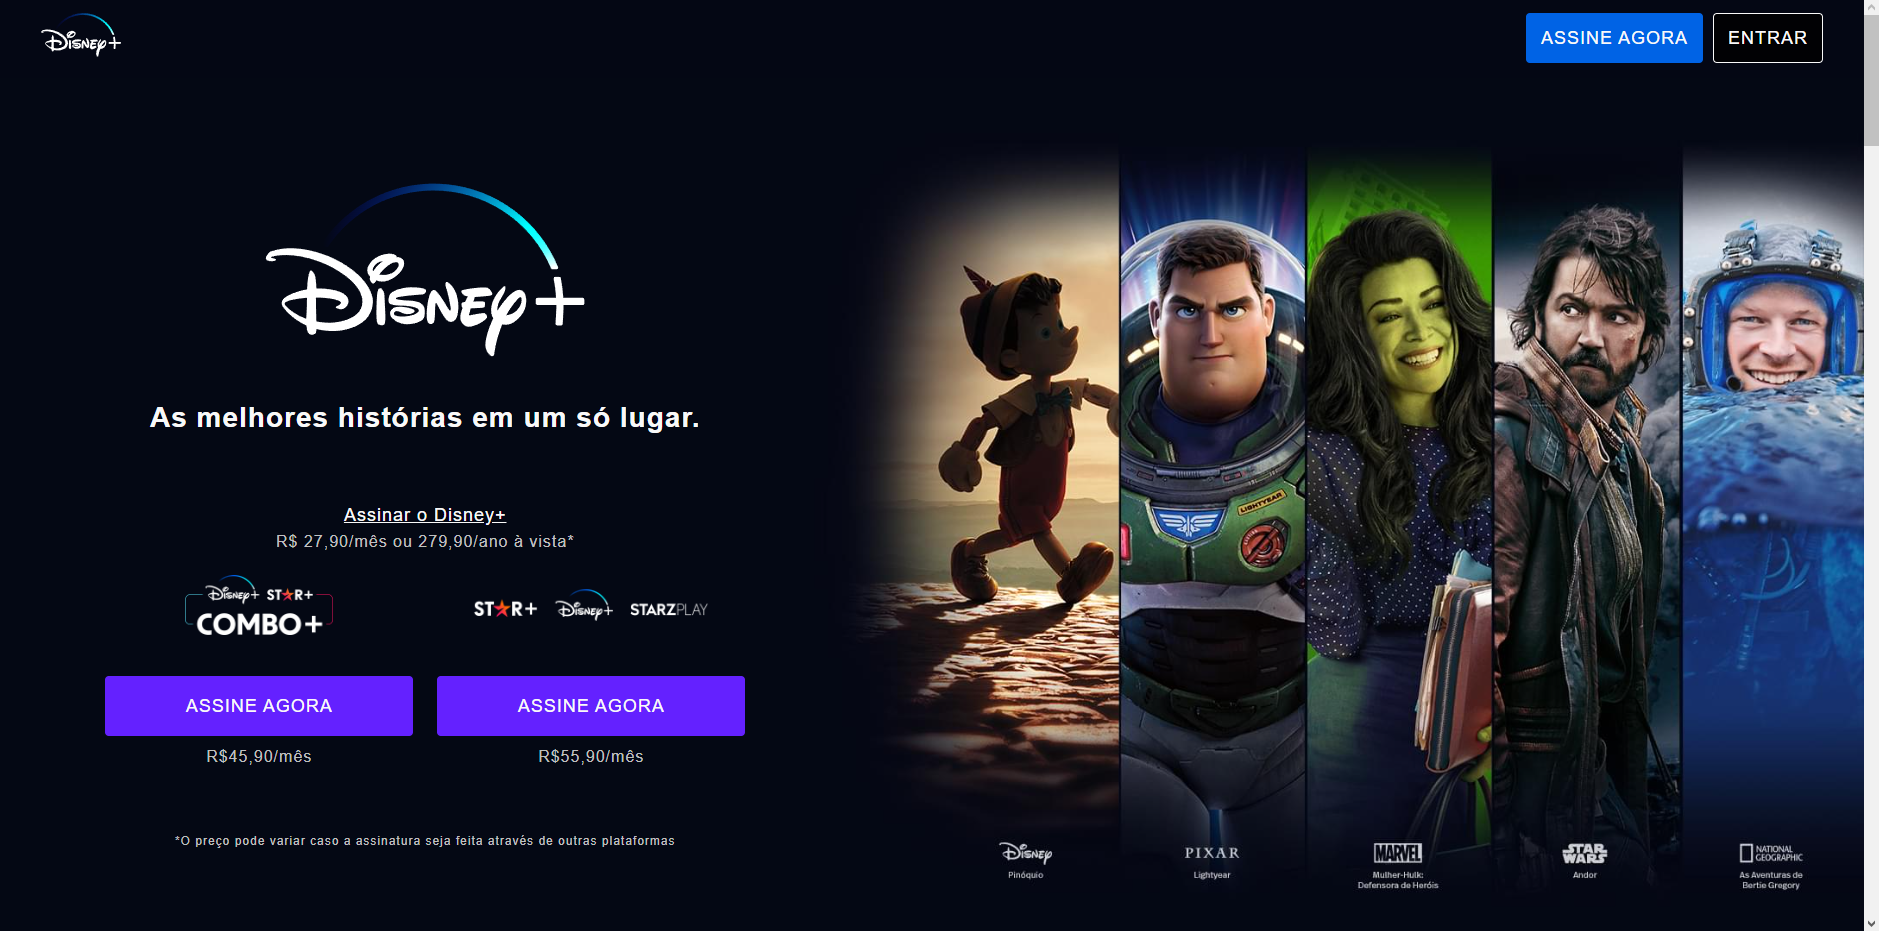 Disney+
ASSINE AGORA
ENTRAR
Disney+
As melhores histórias em um só lugar.
Assinar o Disney+
R$ 27,90/mês ou 279,90/ano à vista*
Disney+ STAR+
COMBO+
STAR+ Disney+ STARZPLAY
ASSINE AGORA
ASSINE AGORA
R$45,90/mês
R$55,90/mês
*O preço pode variar caso a assinatura seja feita através de outras plataformas
LIGHTYEAR
Disney
Pinóquio
PIXAR
Lightyear
MARVEL
Mulher-Hulk:
Defensora de Heróis
STAR
WARS
Andor
NATIONAL
GEOGRAPHIC
As Aventuras de
Bertie Gregory